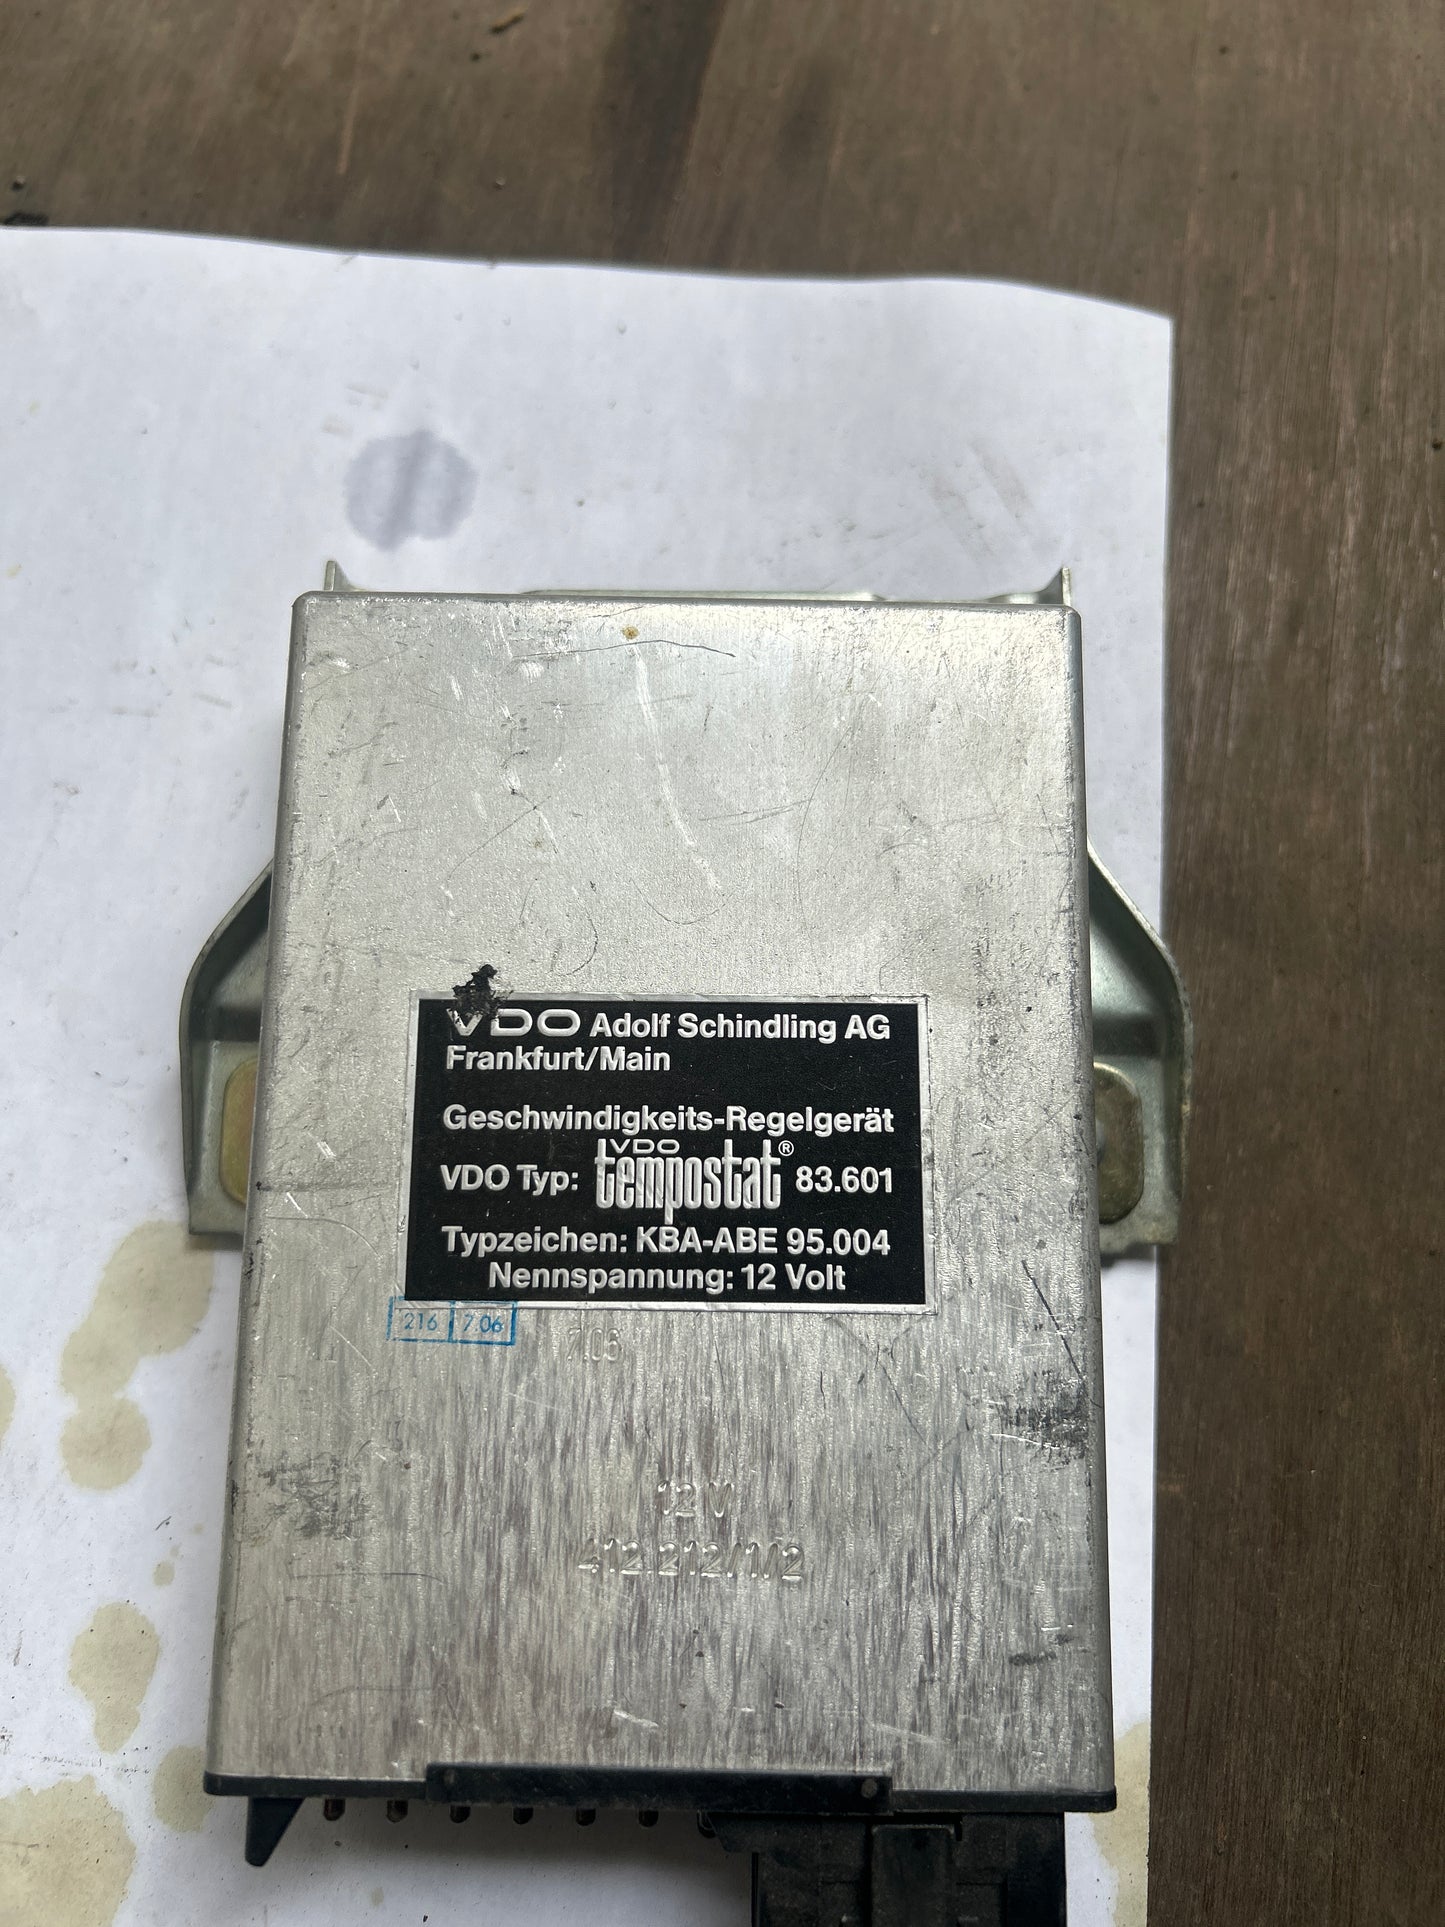 VDO Adolf Schindling AG
Frankfurt/Main
Geschwindigkeits-Regelgerät
VDO
VDO Typ: tempostat® 83.601
Typzeichen: KBA-ABE 95.004
Nennspannung: 12 Volt
216 7.06
7.06
12 V
412.212/1/2